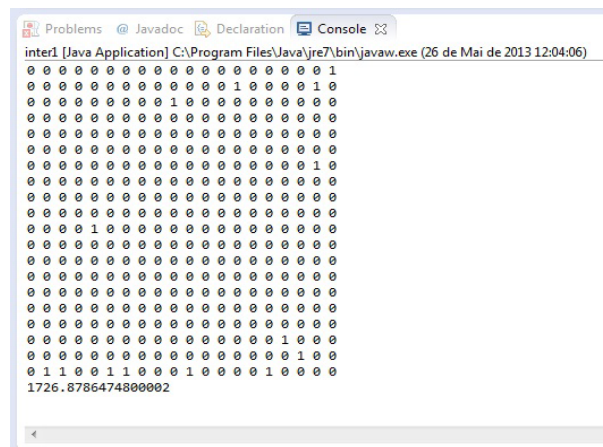 Problems @ Javadoc Declaration Console
inter1 [Java Application] C:\Program Files\Java\jre7\bin\javaw.exe (26 de Mai de 2013 12:04:06)
0 0 0 0 0 0 0 0 0 0 0 0 0 0 0 0 0 0 0 1
0 0 0 0 0 0 0 0 0 0 0 0 0 1 0 0 0 0 1 0
0 0 0 0 0 0 0 0 0 1 0 0 0 0 0 0 0 0 0 0
0 0 0 0 0 0 0 0 0 0 0 0 0 0 0 0 0 0 0 0
0 0 0 0 0 0 0 0 0 0 0 0 0 0 0 0 0 0 0 0
0 0 0 0 0 0 0 0 0 0 0 0 0 0 0 0 0 0 0 0
0 0 0 0 0 0 0 0 0 0 0 0 0 0 0 0 0 0 1 0
0 0 0 0 0 0 0 0 0 0 0 0 0 0 0 0 0 0 0 0
0 0 0 0 0 0 0 0 0 0 0 0 0 0 0 0 0 0 0 0
0 0 0 0 0 0 0 0 0 0 0 0 0 0 0 0 0 0 0 0
0 0 0 0 1 0 0 0 0 0 0 0 0 0 0 0 0 0 0 0
0 0 0 0 0 0 0 0 0 0 0 0 0 0 0 0 0 0 0 0
0 0 0 0 0 0 0 0 0 0 0 0 0 0 0 0 0 0 0 0
0 0 0 0 0 0 0 0 0 0 0 0 0 0 0 0 0 0 0 0
0 0 0 0 0 0 0 0 0 0 0 0 0 0 0 0 0 0 0 0
0 0 0 0 0 0 0 0 0 0 0 0 0 0 0 0 0 0 0 0
0 0 0 0 0 0 0 0 0 0 0 0 0 0 0 0 0 0 0 0
0 0 0 0 0 0 0 0 0 0 0 0 0 0 0 0 1 0 0 0
0 0 0 0 0 0 0 0 0 0 0 0 0 0 0 0 0 1 0 0
0 1 1 0 0 1 1 0 0 0 1 0 0 0 0 1 0 0 0 0
1726.8786474800002